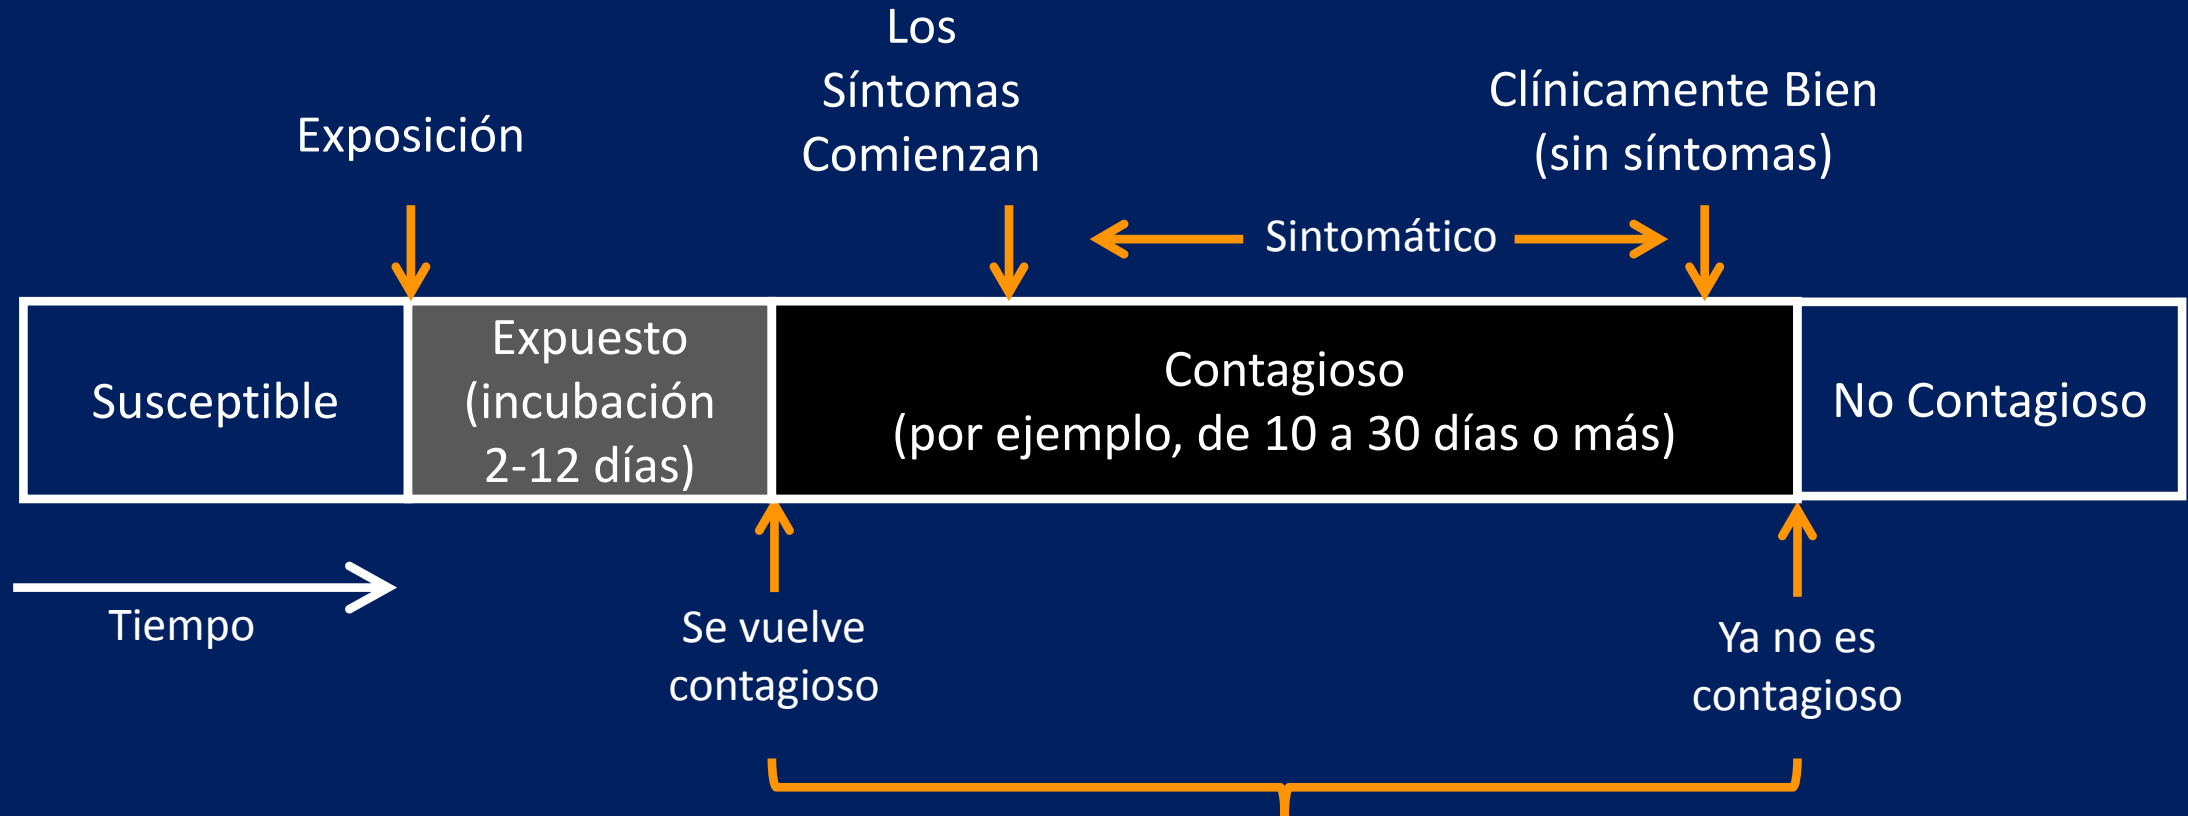 Los
Síntomas
Comienzan
Clínicamente Bien
(sin síntomas)
Exposición
Sintomático
Susceptible
Expuesto
(incubación
2-12 días)
Contagioso
(por ejemplo, de 10 a 30 días o más)
No Contagioso
Tiempo
Se vuelve
contagioso
Ya no es
contagioso